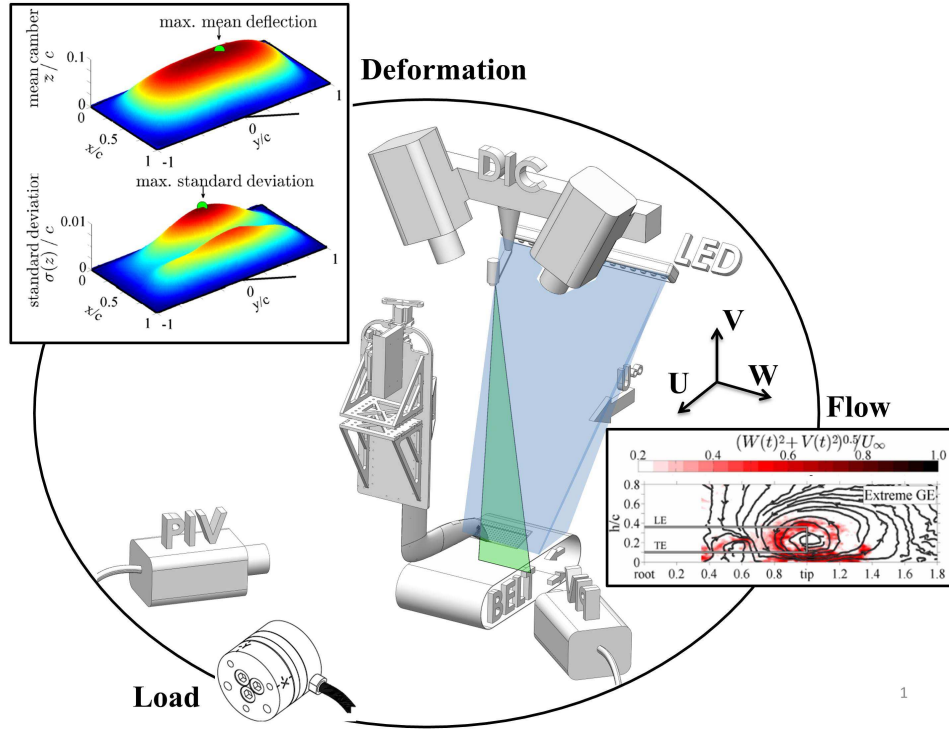 max. mean deflection
mean camber
z̄ / c
0.1
0
0
0.5
x/c
1
-1
0
y/c
1
max. standard deviation
standard deviation
σ(z) / c
0.01
0
0
0.5
x/c
1
-1
0
y/c
1
Deformation
DIC
LED
U
V
U
W
Flow
(W(t)² + V(t)²)^0.5/U∞
0.2 0.4 0.6 0.8 1.0
Extreme GE
h/c
0.8
0.6
0.4
0.2
0
LE
TE
root 0.2 0.4 0.6 0.8 tip 1.2 1.4 1.6 1.8
PIV
BELT
PIV
Load
-X-
-X-
1